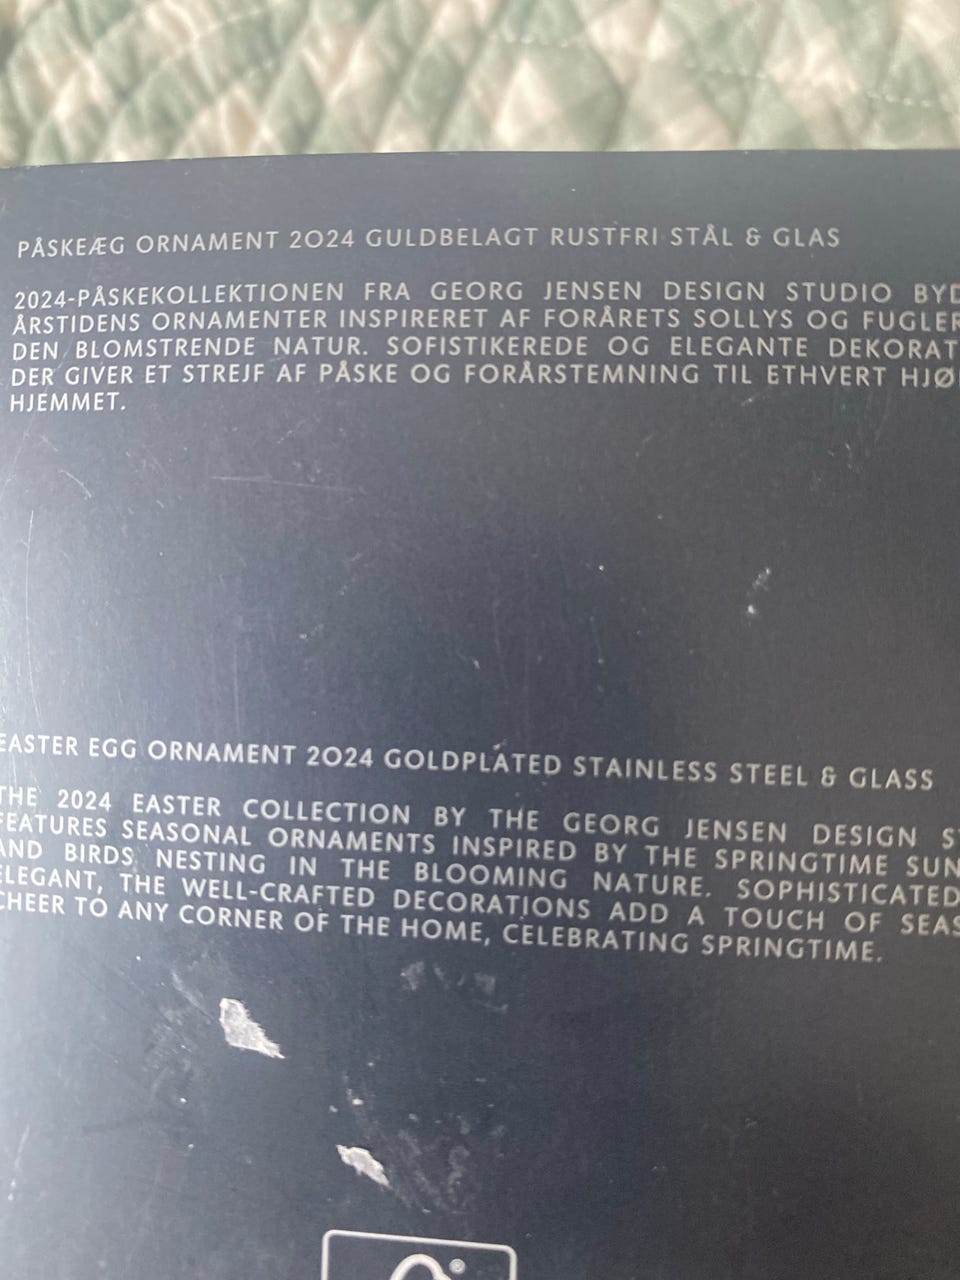 PÅSKEÆG ORNAMENT 2024 GULDBELAGT RUSTFRI STÅL & GLAS
2024-PÅSKEKOLLEKTIONEN FRA GEORG JENSEN DESIGN STUDIO
ÅRSTIDENS ORNAMENTER INSPIRERET AF FORÅRETS SOLLYS OG FUGLER
DEN BLOMSTRENDE NATUR. SOFISTIKEREDE OG ELEGANTE
DER GIVER ET STREJF AF PÅSKE OG FORÅRSTEMNING TIL ETHVERT
HJEMMET.
EASTER EGG ORNAMENT 2024 GOLDPLATED STAINLESS STEEL & GLASS
THE 2024 EASTER COLLECTION BY THE GEORG JENSEN DESIGN
FEATURES SEASONAL ORNAMENTS INSPIRED BY THE SPRINGTIME SUN
AND BIRDS NESTING IN THE BLOOMING NATURE. SOPHISTICATED
ELEGANT, THE WELL-CRAFTED DECORATIONS ADD A TOUCH OF
CHEER TO ANY CORNER OF THE HOME, CELEBRATING SPRINGTIME.
®